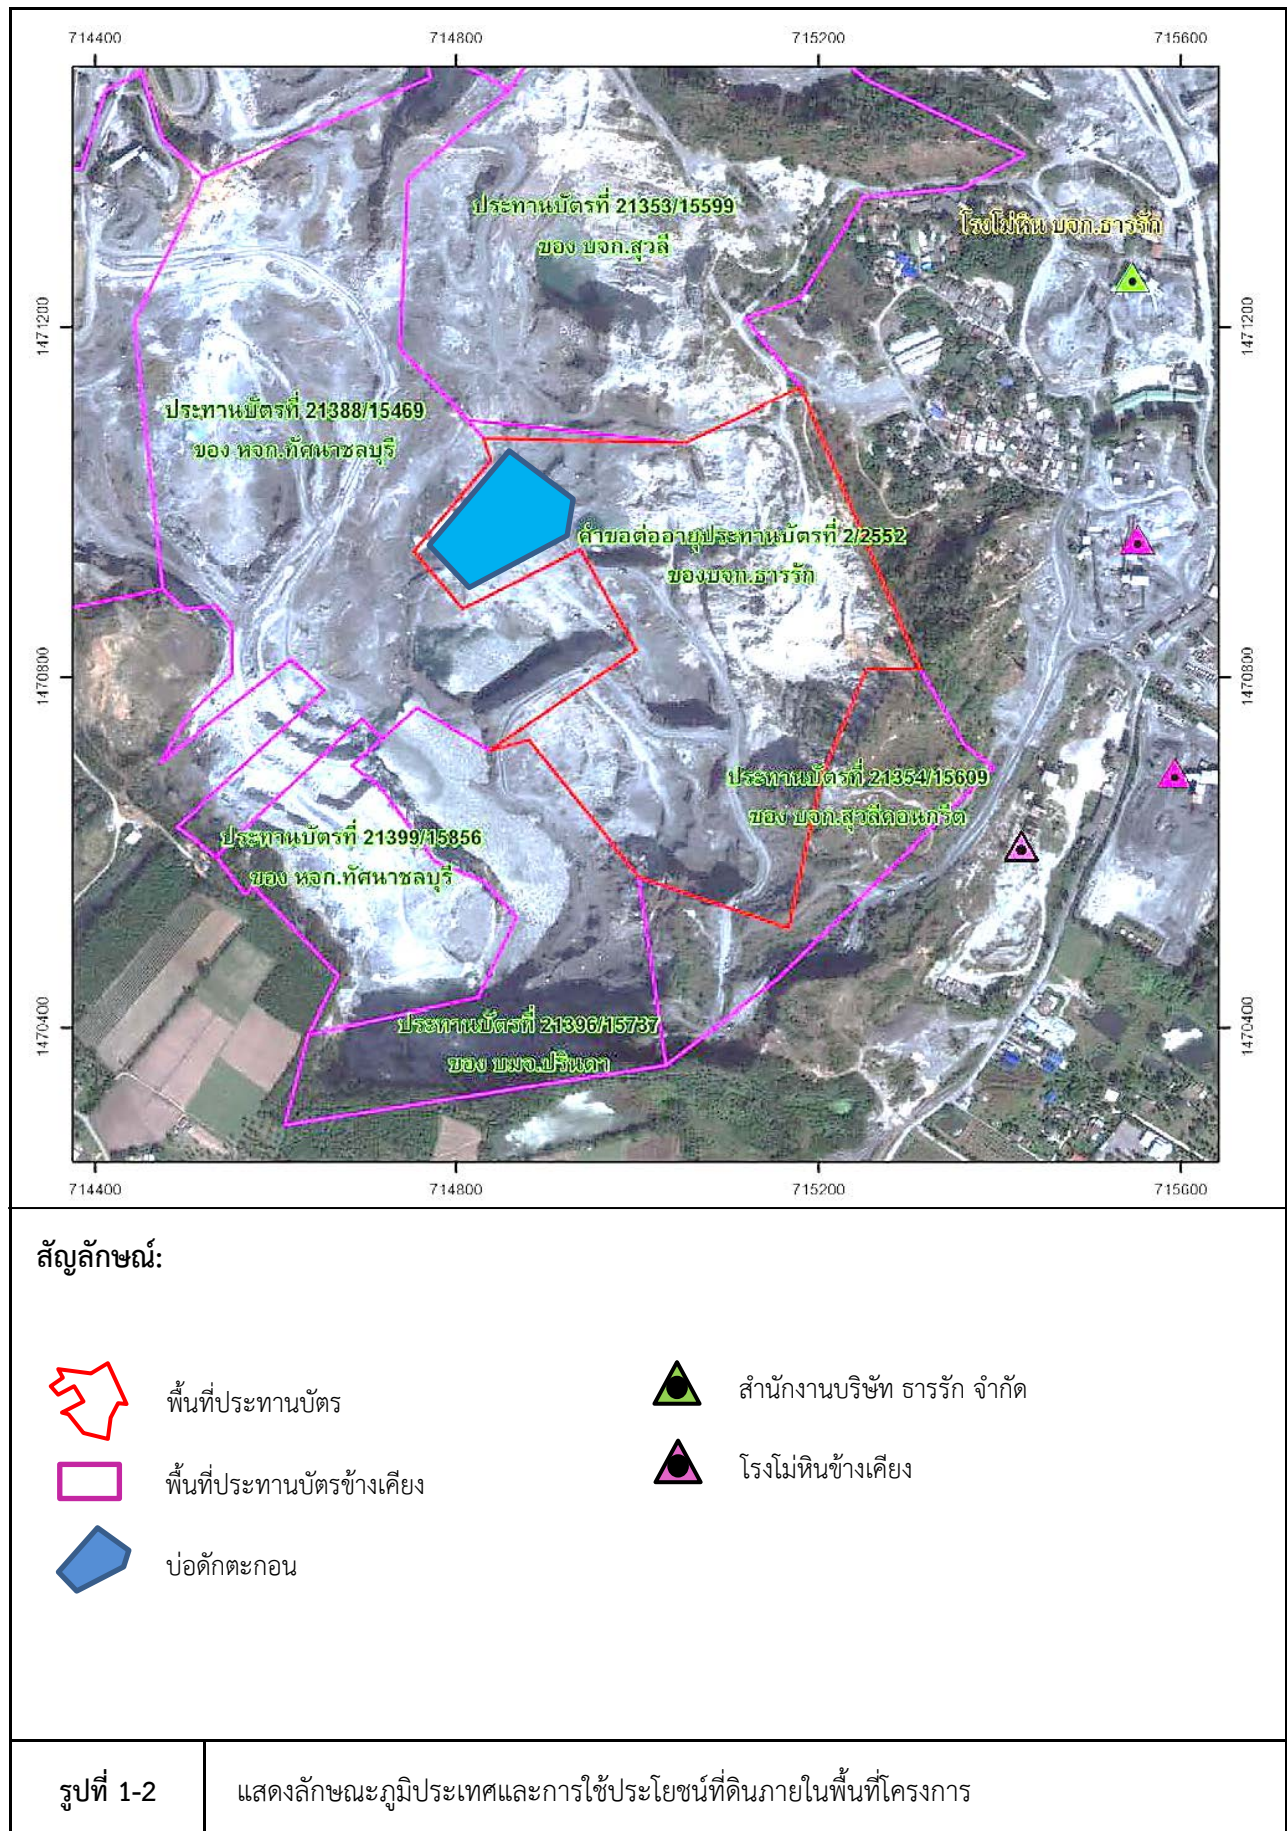 714400 714800 715200 715600
ประทานบัตรที่ 21353/15599
ของ บจก.สุวลี
โรงโม่หิน บจก.ธารรัก
1471200 1471200
ประทานบัตรที่ 21388/15469
ของ หจก.ทัศนาชลบุรี
คำขอต่ออายุประทานบัตรที่ 2/2552
ของบจก.ธารรัก
1470800 1470800
ประทานบัตรที่ 21354/15609
ของ บจก.สุวลีคอนกรีต
ประทานบัตรที่ 21399/15856
ของ หจก.ทัศนาชลบุรี
1470400 1470400
ประทานบัตรที่ 21396/15737
ของ บมจ.ปรินดา
714400 714800 715200 715600
สัญลักษณ์:
พื้นที่ประทานบัตร
สำนักงานบริษัท ธารรัก จำกัด
พื้นที่ประทานบัตรข้างเคียง
โรงโม่หินข้างเคียง
บ่อดักตะกอน
รูปที่ 1-2
แสดงลักษณะภูมิประเทศและการใช้ประโยชน์ที่ดินภายในพื้นที่โครงการ